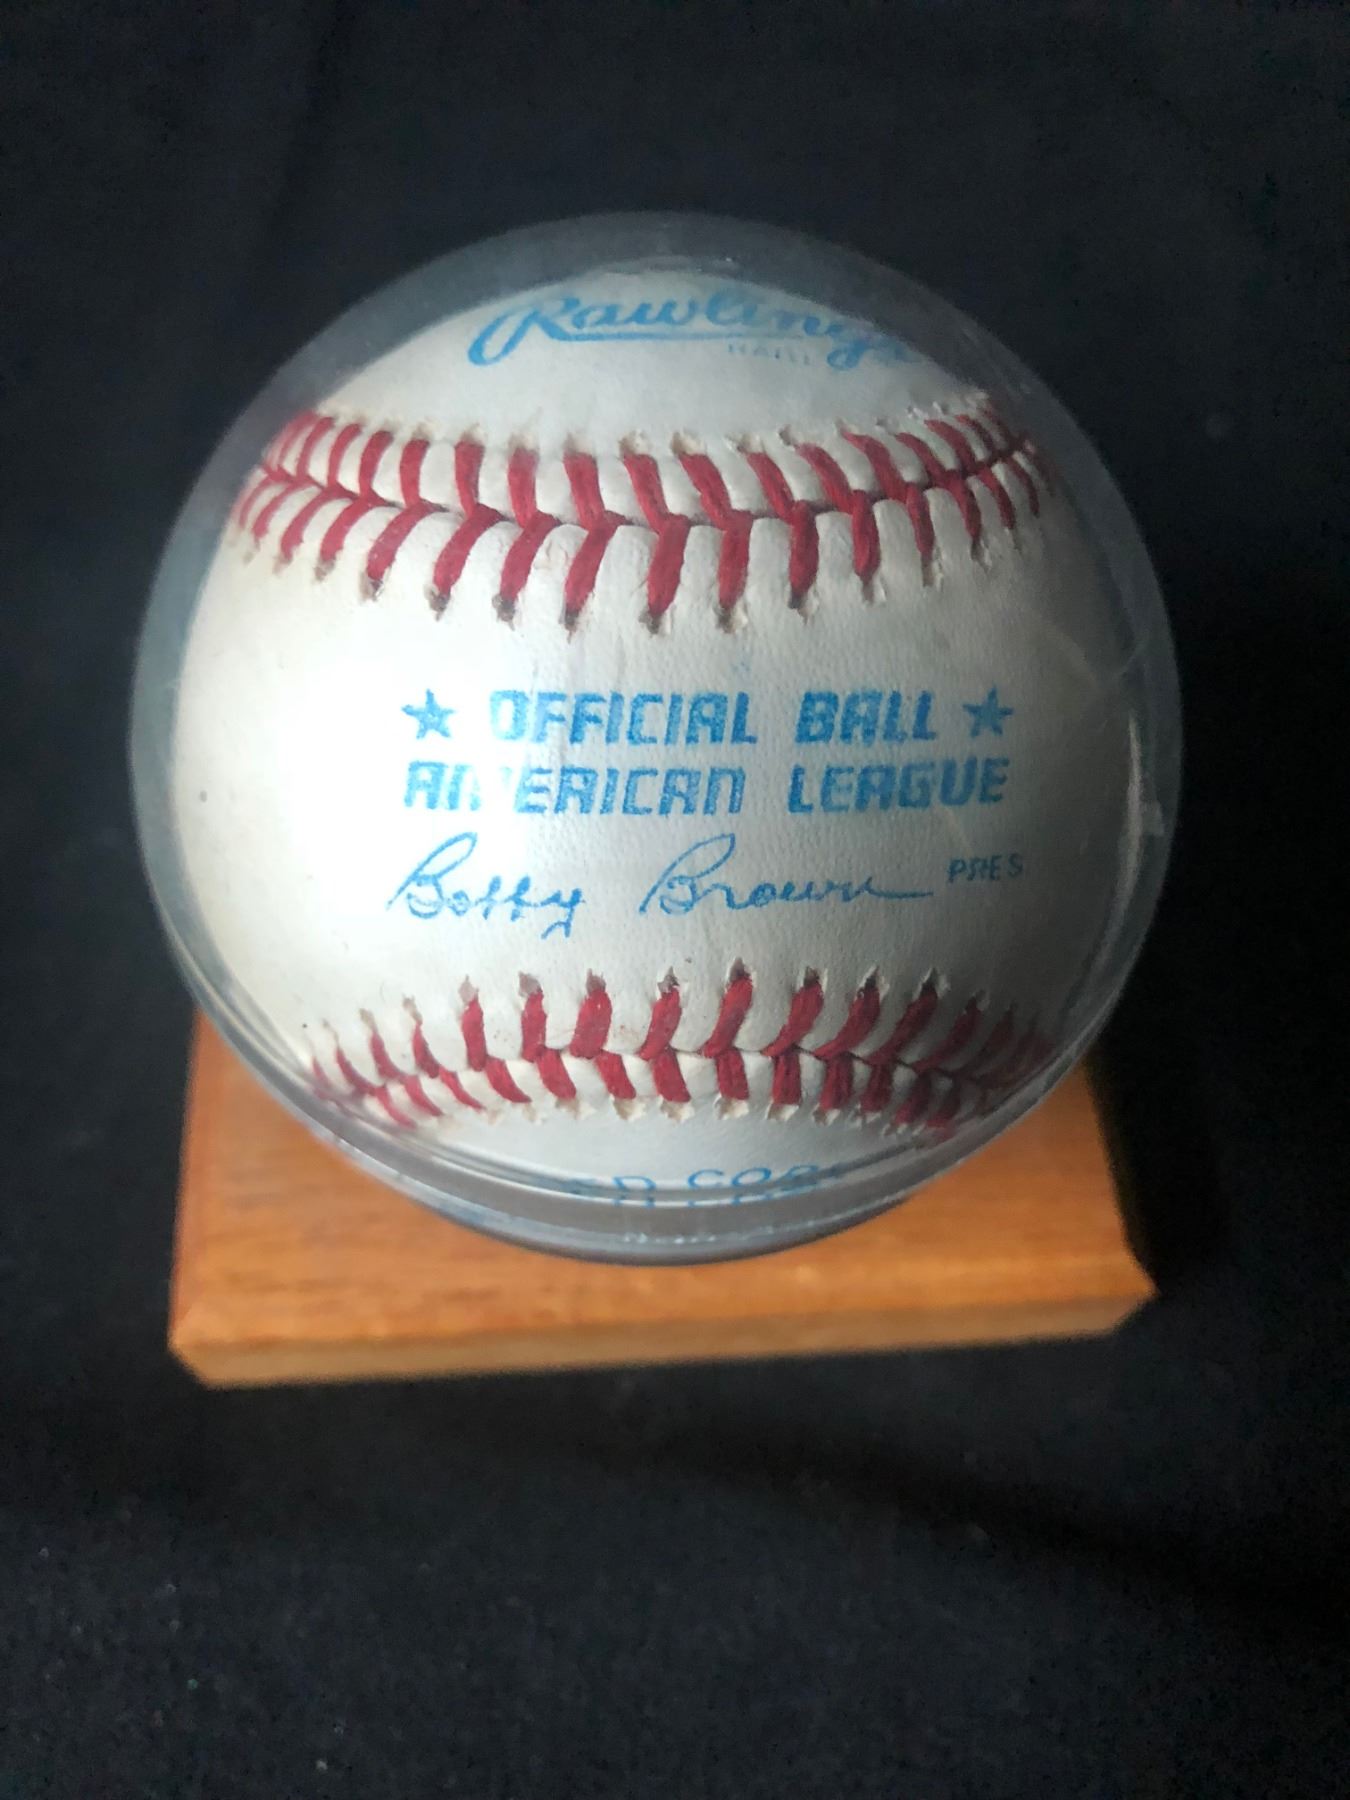 Rawlings
★ OFFICIAL BALL ★
AMERICAN LEAGUE
Bobby Brown PRES